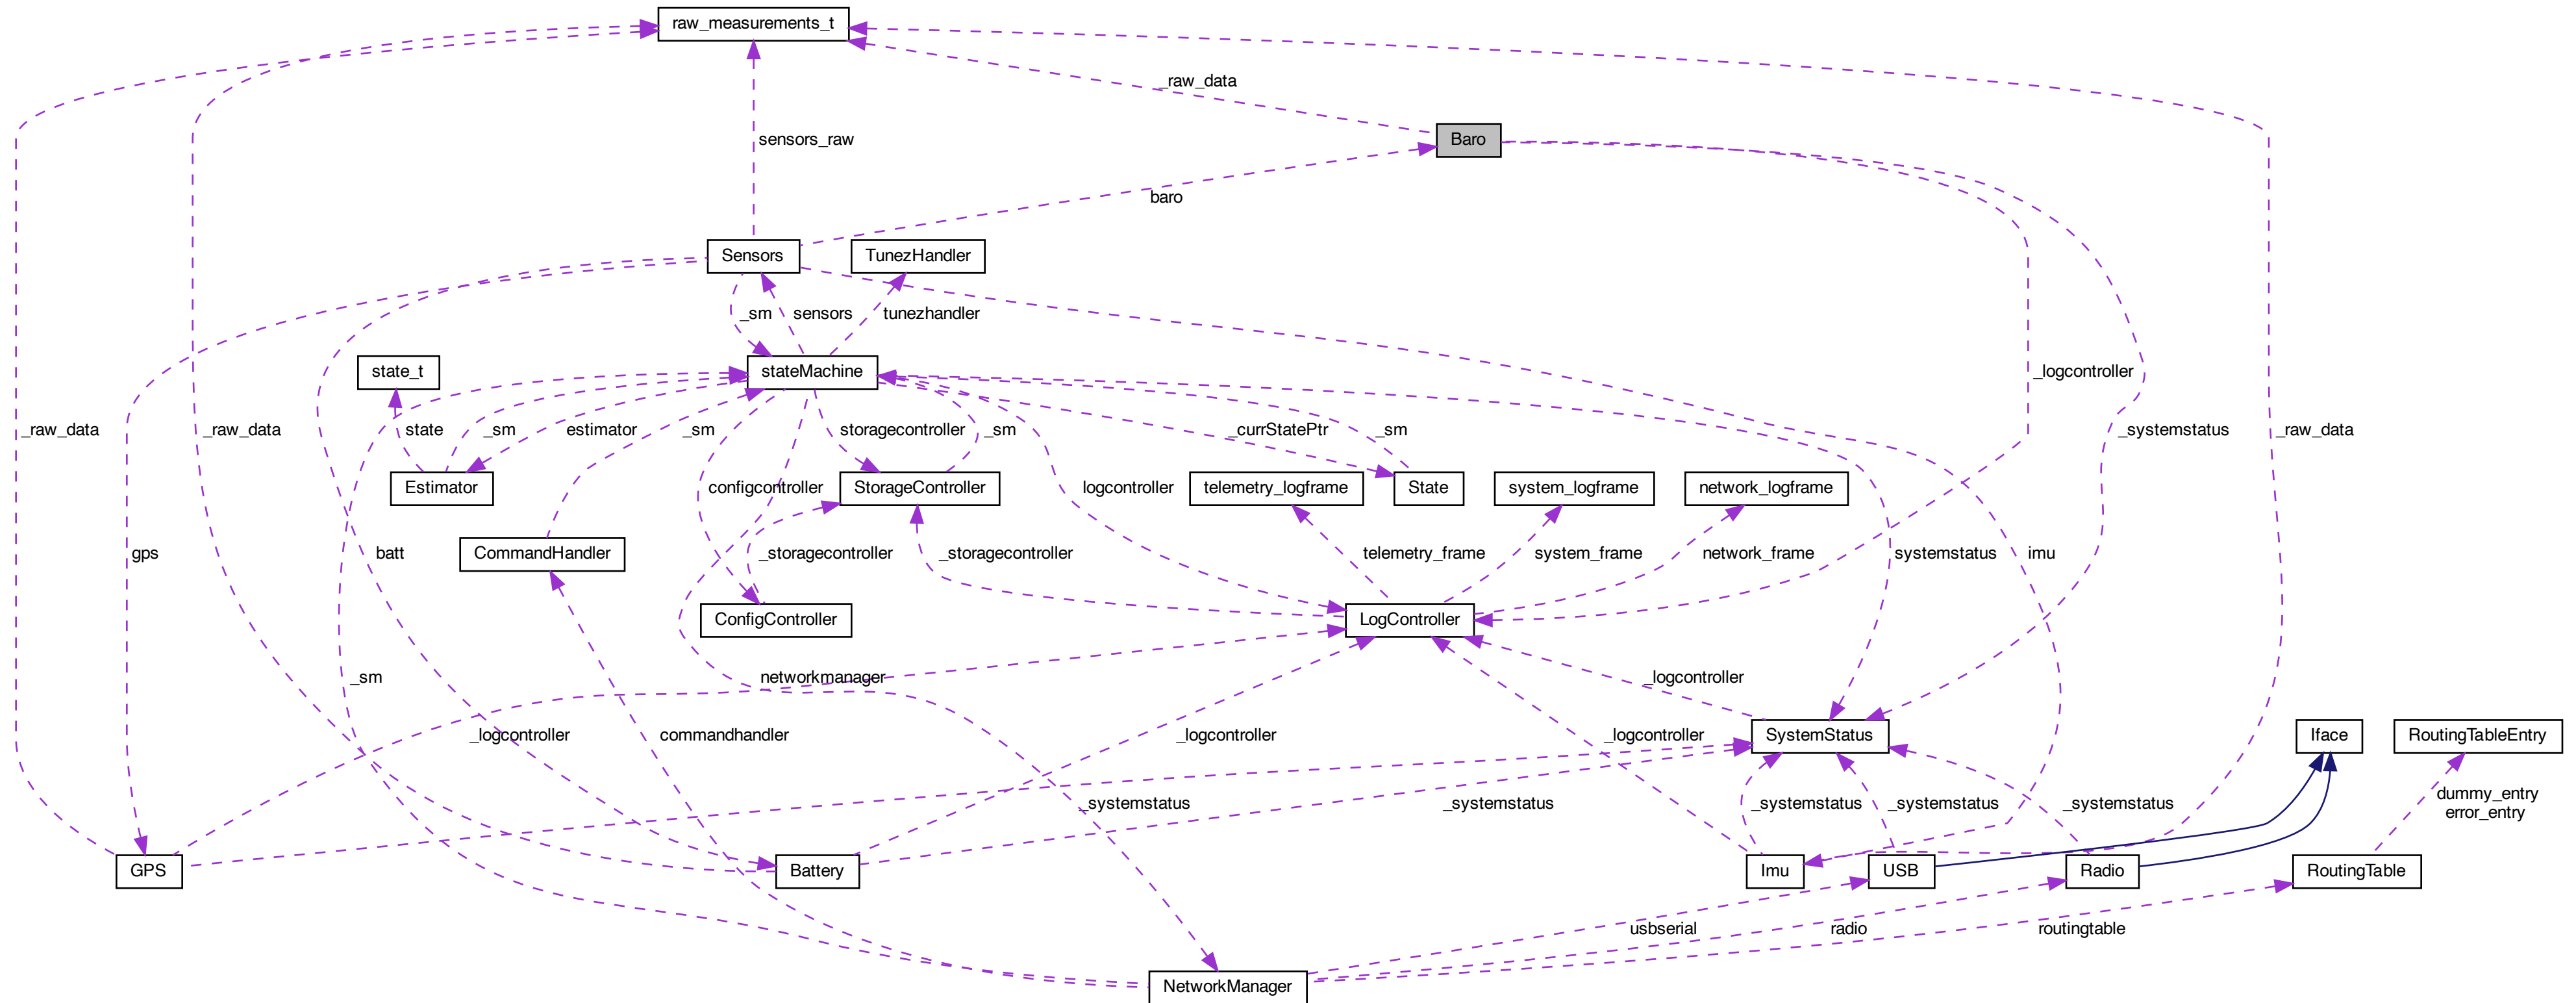 raw_measurements_t
_raw_data
sensors_raw
Baro
baro
Sensors
TunezHandler
_sm
sensors
tunezhandler
state_t
stateMachine
_logcontroller
_raw_data
_raw_data
state
_sm
estimator
_sm
storagecontroller
_sm
_currStatePtr
_sm
_systemstatus
_raw_data
Estimator
configcontroller
StorageController
logcontroller
telemetry_logframe
State
system_logframe
network_logframe
gps
batt
CommandHandler
_storagecontroller
_storagecontroller
telemetry_frame
system_frame
network_frame
systemstatus
imu
ConfigController
LogController
_sm
networkmanager
_logcontroller
_logcontroller
commandhandler
_logcontroller
_logcontroller
SystemStatus
Iface
RoutingTableEntry
_systemstatus
_systemstatus
_systemstatus
_systemstatus
_systemstatus
dummy_entry
error_entry
GPS
Battery
Imu
USB
Radio
RoutingTable
usbserial
radio
routingtable
NetworkManager